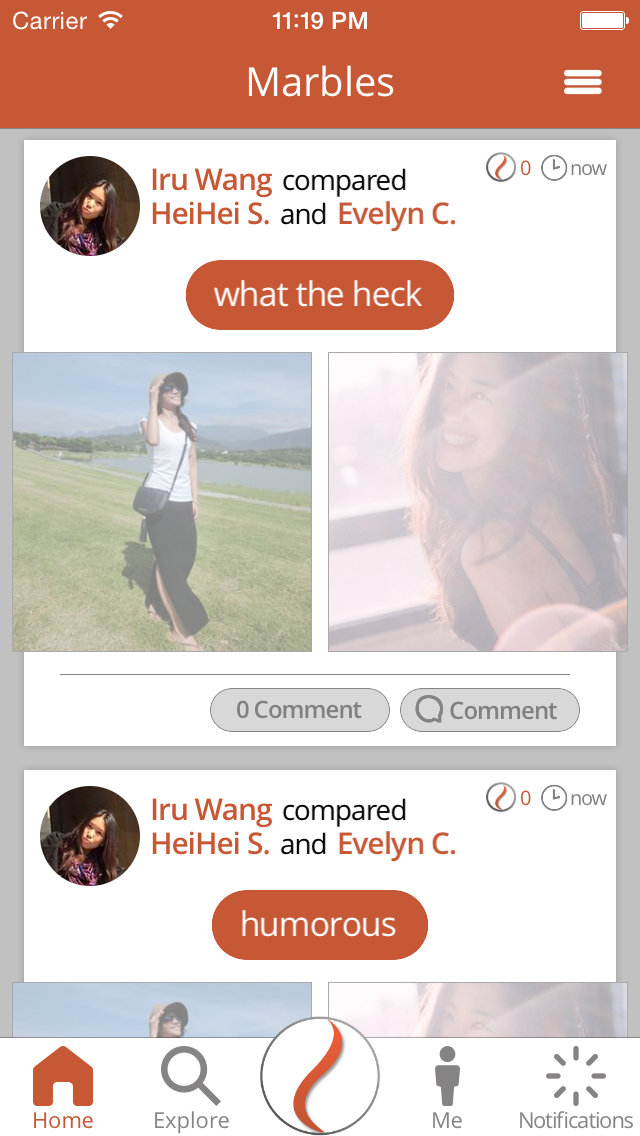 Carrier 11:19 PM
Marbles
Iru Wang compared 0 now
HeiHei S. and Evelyn C.
what the heck
0 Comment Comment
Iru Wang compared 0 now
HeiHei S. and Evelyn C.
humorous
Home Explore Me Notifications